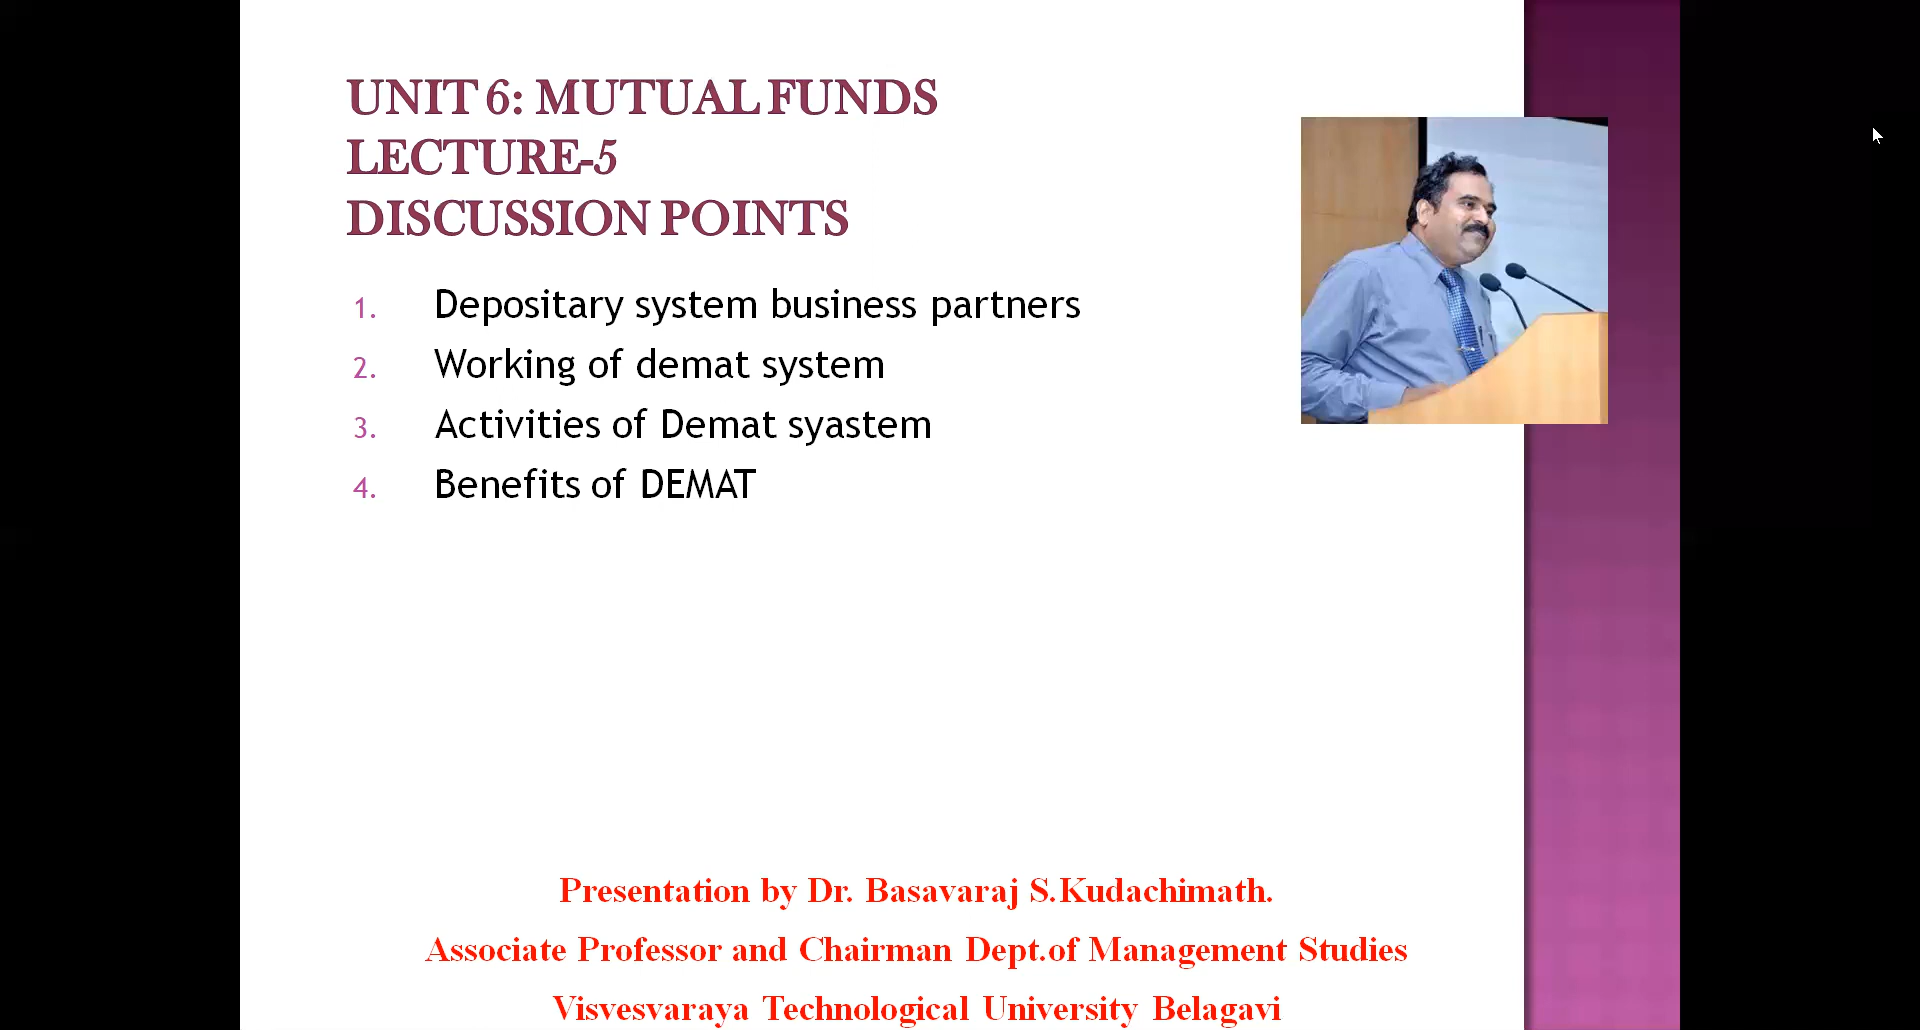 UNIT 6: MUTUAL FUNDS
LECTURE-5
DISCUSSION POINTS
1. Depositary system business partners
2. Working of demat system
3. Activities of Demat syastem
4. Benefits of DEMAT
Presentation by Dr. Basavaraj S.Kudachimath.
Associate Professor and Chairman Dept.of Management Studies
Visvesvaraya Technological University Belagavi